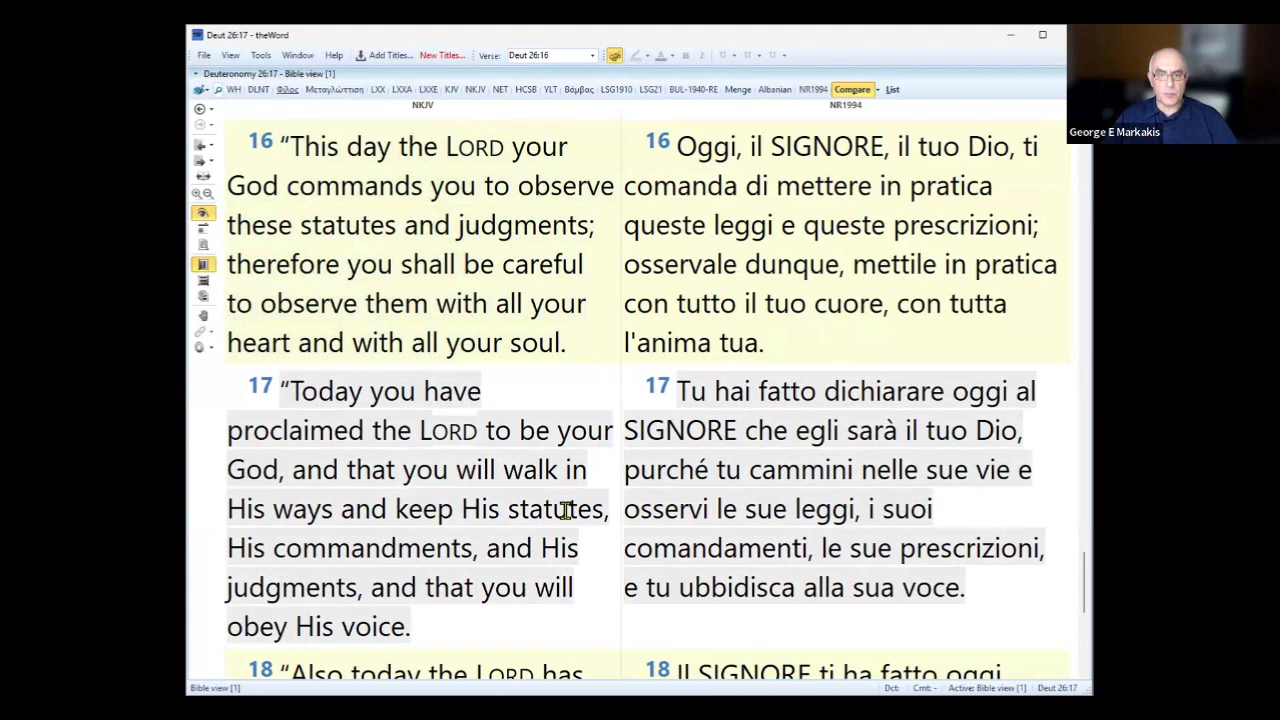 Deut 26:17 - theWord
File View Tools Window Help Add Titles... New Titles... Verse: Deut 26:16
Deuteronomy 26:17 - Bible view [1]
WH DLNT Φίλος Μεταγλώττιση LXX LXXA LXXE KJV NKJV NET HCSB YLT Βάμβας LSG1910 LSG21 BUL-1940-RE Menge Albanian NR1994 Compare List
NKJV
16 “This day the LORD your
God commands you to observe
these statutes and judgments;
therefore you shall be careful
to observe them with all your
heart and with all your soul.
17 “Today you have
proclaimed the LORD to be your
God, and that you will walk in
His ways and keep His statutes,
His commandments, and His
judgments, and that you will
obey His voice.
18 “Also today the LORD has
NR1994
16 Oggi, il SIGNORE, il tuo Dio, ti
comanda di mettere in pratica
queste leggi e queste prescrizioni;
osservale dunque, mettile in pratica
con tutto il tuo cuore, con tutta
l'anima tua.
17 Tu hai fatto dichiarare oggi al
SIGNORE che egli sarà il tuo Dio,
purché tu cammini nelle sue vie e
osservi le sue leggi, i suoi
comandamenti, le sue prescrizioni,
e tu ubbidisca alla sua voce.
18 Il SIGNORE ti ha fatto oggi
George E Markakis
Bible view [1] Dct: Cmt: - Active: Bible view [1] Deut 26:17